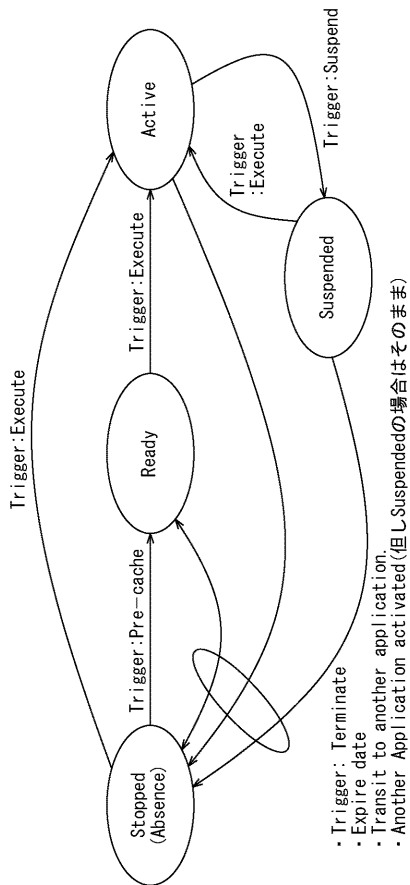 Trigger:Execute
Stopped
(Absence)
Trigger:Pre-cache
Ready
Trigger:Execute
Active
Trigger
:Execute
Trigger:Suspend
Suspended
・Trigger: Terminate
・Expire date
・Transit to another application.
・Another Application activated(但しSuspendedの場合はそのまま)